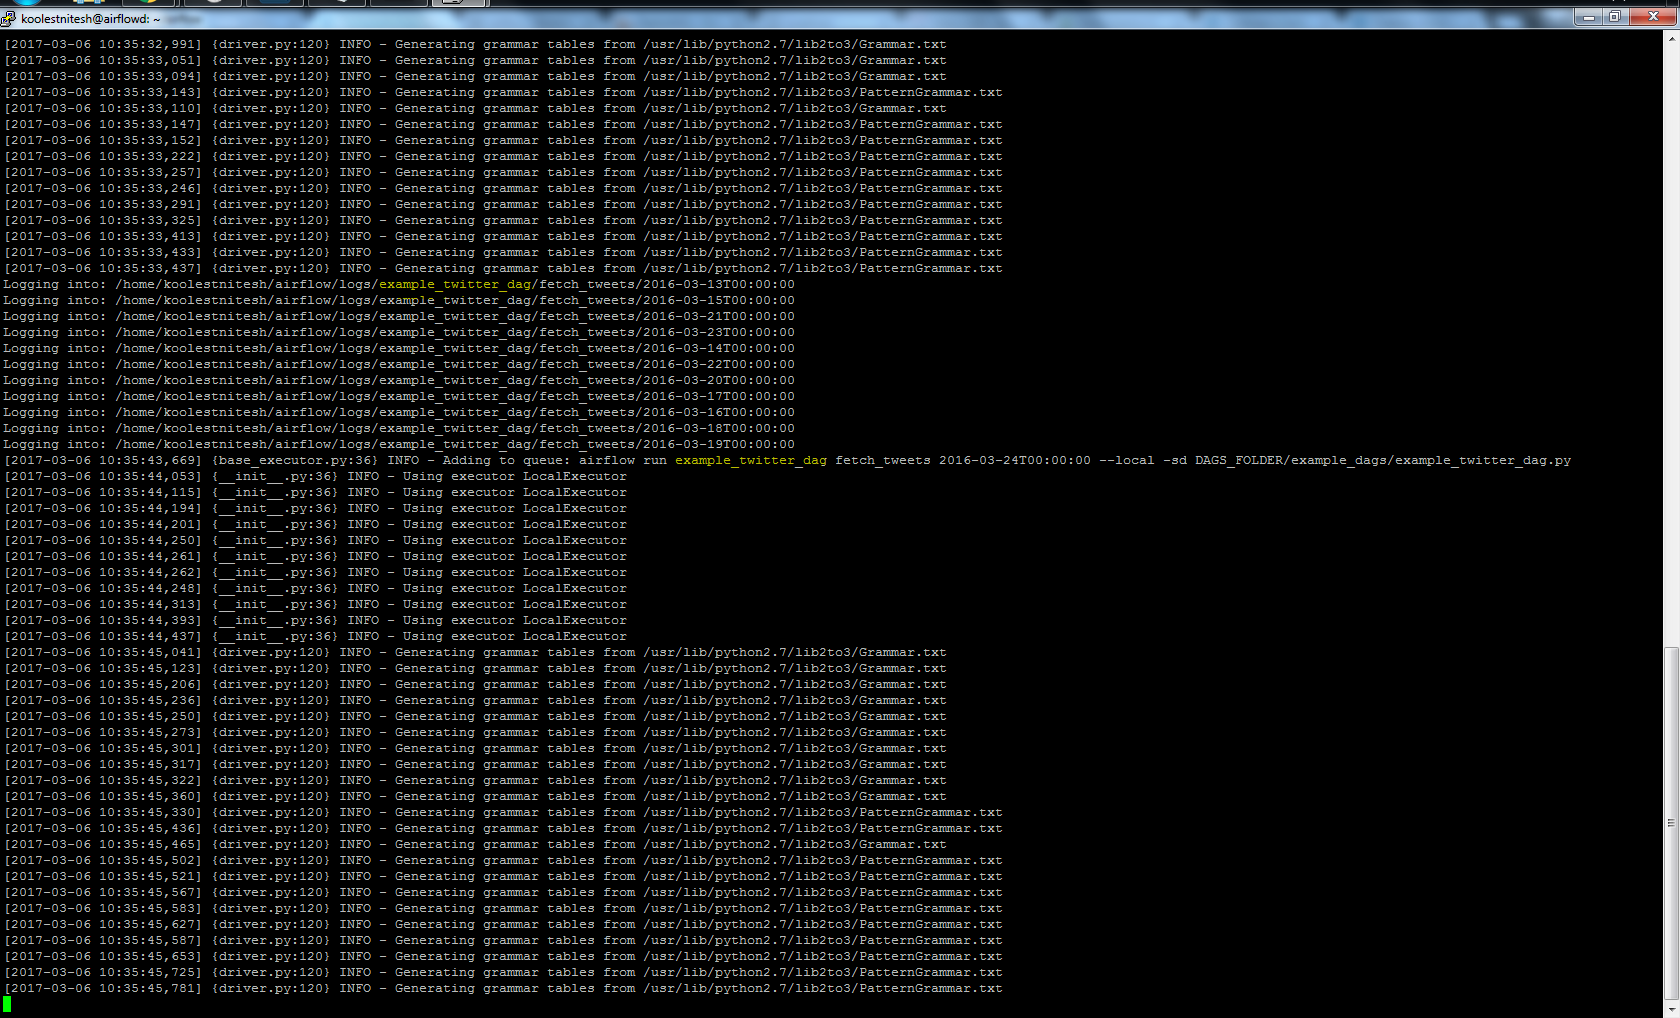 koolestnitesh@airflowd: ~
[2017-03-06 10:35:32,991] {driver.py:120} INFO - Generating grammar tables from /usr/lib/python2.7/lib2to3/Grammar.txt
[2017-03-06 10:35:33,051] {driver.py:120} INFO - Generating grammar tables from /usr/lib/python2.7/lib2to3/Grammar.txt
[2017-03-06 10:35:33,094] {driver.py:120} INFO - Generating grammar tables from /usr/lib/python2.7/lib2to3/Grammar.txt
[2017-03-06 10:35:33,143] {driver.py:120} INFO - Generating grammar tables from /usr/lib/python2.7/lib2to3/PatternGrammar.txt
[2017-03-06 10:35:33,110] {driver.py:120} INFO - Generating grammar tables from /usr/lib/python2.7/lib2to3/Grammar.txt
[2017-03-06 10:35:33,147] {driver.py:120} INFO - Generating grammar tables from /usr/lib/python2.7/lib2to3/PatternGrammar.txt
[2017-03-06 10:35:33,152] {driver.py:120} INFO - Generating grammar tables from /usr/lib/python2.7/lib2to3/PatternGrammar.txt
[2017-03-06 10:35:33,222] {driver.py:120} INFO - Generating grammar tables from /usr/lib/python2.7/lib2to3/PatternGrammar.txt
[2017-03-06 10:35:33,257] {driver.py:120} INFO - Generating grammar tables from /usr/lib/python2.7/lib2to3/PatternGrammar.txt
[2017-03-06 10:35:33,246] {driver.py:120} INFO - Generating grammar tables from /usr/lib/python2.7/lib2to3/PatternGrammar.txt
[2017-03-06 10:35:33,291] {driver.py:120} INFO - Generating grammar tables from /usr/lib/python2.7/lib2to3/PatternGrammar.txt
[2017-03-06 10:35:33,325] {driver.py:120} INFO - Generating grammar tables from /usr/lib/python2.7/lib2to3/PatternGrammar.txt
[2017-03-06 10:35:33,413] {driver.py:120} INFO - Generating grammar tables from /usr/lib/python2.7/lib2to3/PatternGrammar.txt
[2017-03-06 10:35:33,433] {driver.py:120} INFO - Generating grammar tables from /usr/lib/python2.7/lib2to3/PatternGrammar.txt
[2017-03-06 10:35:33,437] {driver.py:120} INFO - Generating grammar tables from /usr/lib/python2.7/lib2to3/PatternGrammar.txt
Logging into: /home/koolestnitesh/airflow/logs/example_twitter_dag/fetch_tweets/2016-03-13T00:00:00
Logging into: /home/koolestnitesh/airflow/logs/example_twitter_dag/fetch_tweets/2016-03-15T00:00:00
Logging into: /home/koolestnitesh/airflow/logs/example_twitter_dag/fetch_tweets/2016-03-21T00:00:00
Logging into: /home/koolestnitesh/airflow/logs/example_twitter_dag/fetch_tweets/2016-03-23T00:00:00
Logging into: /home/koolestnitesh/airflow/logs/example_twitter_dag/fetch_tweets/2016-03-14T00:00:00
Logging into: /home/koolestnitesh/airflow/logs/example_twitter_dag/fetch_tweets/2016-03-22T00:00:00
Logging into: /home/koolestnitesh/airflow/logs/example_twitter_dag/fetch_tweets/2016-03-20T00:00:00
Logging into: /home/koolestnitesh/airflow/logs/example_twitter_dag/fetch_tweets/2016-03-17T00:00:00
Logging into: /home/koolestnitesh/airflow/logs/example_twitter_dag/fetch_tweets/2016-03-16T00:00:00
Logging into: /home/koolestnitesh/airflow/logs/example_twitter_dag/fetch_tweets/2016-03-18T00:00:00
Logging into: /home/koolestnitesh/airflow/logs/example_twitter_dag/fetch_tweets/2016-03-19T00:00:00
[2017-03-06 10:35:43,669] {base_executor.py:36} INFO - Adding to queue: airflow run example_twitter_dag fetch_tweets 2016-03-24T00:00:00 --local -sd DAGS_FOLDER/example_dags/example_twitter_dag.py
[2017-03-06 10:35:44,053] {__init__.py:36} INFO - Using executor LocalExecutor
[2017-03-06 10:35:44,115] {__init__.py:36} INFO - Using executor LocalExecutor
[2017-03-06 10:35:44,194] {__init__.py:36} INFO - Using executor LocalExecutor
[2017-03-06 10:35:44,201] {__init__.py:36} INFO - Using executor LocalExecutor
[2017-03-06 10:35:44,250] {__init__.py:36} INFO - Using executor LocalExecutor
[2017-03-06 10:35:44,261] {__init__.py:36} INFO - Using executor LocalExecutor
[2017-03-06 10:35:44,262] {__init__.py:36} INFO - Using executor LocalExecutor
[2017-03-06 10:35:44,248] {__init__.py:36} INFO - Using executor LocalExecutor
[2017-03-06 10:35:44,313] {__init__.py:36} INFO - Using executor LocalExecutor
[2017-03-06 10:35:44,393] {__init__.py:36} INFO - Using executor LocalExecutor
[2017-03-06 10:35:44,437] {__init__.py:36} INFO - Using executor LocalExecutor
[2017-03-06 10:35:45,041] {driver.py:120} INFO - Generating grammar tables from /usr/lib/python2.7/lib2to3/Grammar.txt
[2017-03-06 10:35:45,123] {driver.py:120} INFO - Generating grammar tables from /usr/lib/python2.7/lib2to3/Grammar.txt
[2017-03-06 10:35:45,206] {driver.py:120} INFO - Generating grammar tables from /usr/lib/python2.7/lib2to3/Grammar.txt
[2017-03-06 10:35:45,236] {driver.py:120} INFO - Generating grammar tables from /usr/lib/python2.7/lib2to3/Grammar.txt
[2017-03-06 10:35:45,250] {driver.py:120} INFO - Generating grammar tables from /usr/lib/python2.7/lib2to3/Grammar.txt
[2017-03-06 10:35:45,273] {driver.py:120} INFO - Generating grammar tables from /usr/lib/python2.7/lib2to3/Grammar.txt
[2017-03-06 10:35:45,301] {driver.py:120} INFO - Generating grammar tables from /usr/lib/python2.7/lib2to3/Grammar.txt
[2017-03-06 10:35:45,317] {driver.py:120} INFO - Generating grammar tables from /usr/lib/python2.7/lib2to3/Grammar.txt
[2017-03-06 10:35:45,322] {driver.py:120} INFO - Generating grammar tables from /usr/lib/python2.7/lib2to3/Grammar.txt
[2017-03-06 10:35:45,360] {driver.py:120} INFO - Generating grammar tables from /usr/lib/python2.7/lib2to3/Grammar.txt
[2017-03-06 10:35:45,330] {driver.py:120} INFO - Generating grammar tables from /usr/lib/python2.7/lib2to3/PatternGrammar.txt
[2017-03-06 10:35:45,436] {driver.py:120} INFO - Generating grammar tables from /usr/lib/python2.7/lib2to3/PatternGrammar.txt
[2017-03-06 10:35:45,465] {driver.py:120} INFO - Generating grammar tables from /usr/lib/python2.7/lib2to3/Grammar.txt
[2017-03-06 10:35:45,502] {driver.py:120} INFO - Generating grammar tables from /usr/lib/python2.7/lib2to3/PatternGrammar.txt
[2017-03-06 10:35:45,521] {driver.py:120} INFO - Generating grammar tables from /usr/lib/python2.7/lib2to3/PatternGrammar.txt
[2017-03-06 10:35:45,567] {driver.py:120} INFO - Generating grammar tables from /usr/lib/python2.7/lib2to3/PatternGrammar.txt
[2017-03-06 10:35:45,583] {driver.py:120} INFO - Generating grammar tables from /usr/lib/python2.7/lib2to3/PatternGrammar.txt
[2017-03-06 10:35:45,627] {driver.py:120} INFO - Generating grammar tables from /usr/lib/python2.7/lib2to3/PatternGrammar.txt
[2017-03-06 10:35:45,587] {driver.py:120} INFO - Generating grammar tables from /usr/lib/python2.7/lib2to3/PatternGrammar.txt
[2017-03-06 10:35:45,653] {driver.py:120} INFO - Generating grammar tables from /usr/lib/python2.7/lib2to3/PatternGrammar.txt
[2017-03-06 10:35:45,725] {driver.py:120} INFO - Generating grammar tables from /usr/lib/python2.7/lib2to3/PatternGrammar.txt
[2017-03-06 10:35:45,781] {driver.py:120} INFO - Generating grammar tables from /usr/lib/python2.7/lib2to3/PatternGrammar.txt